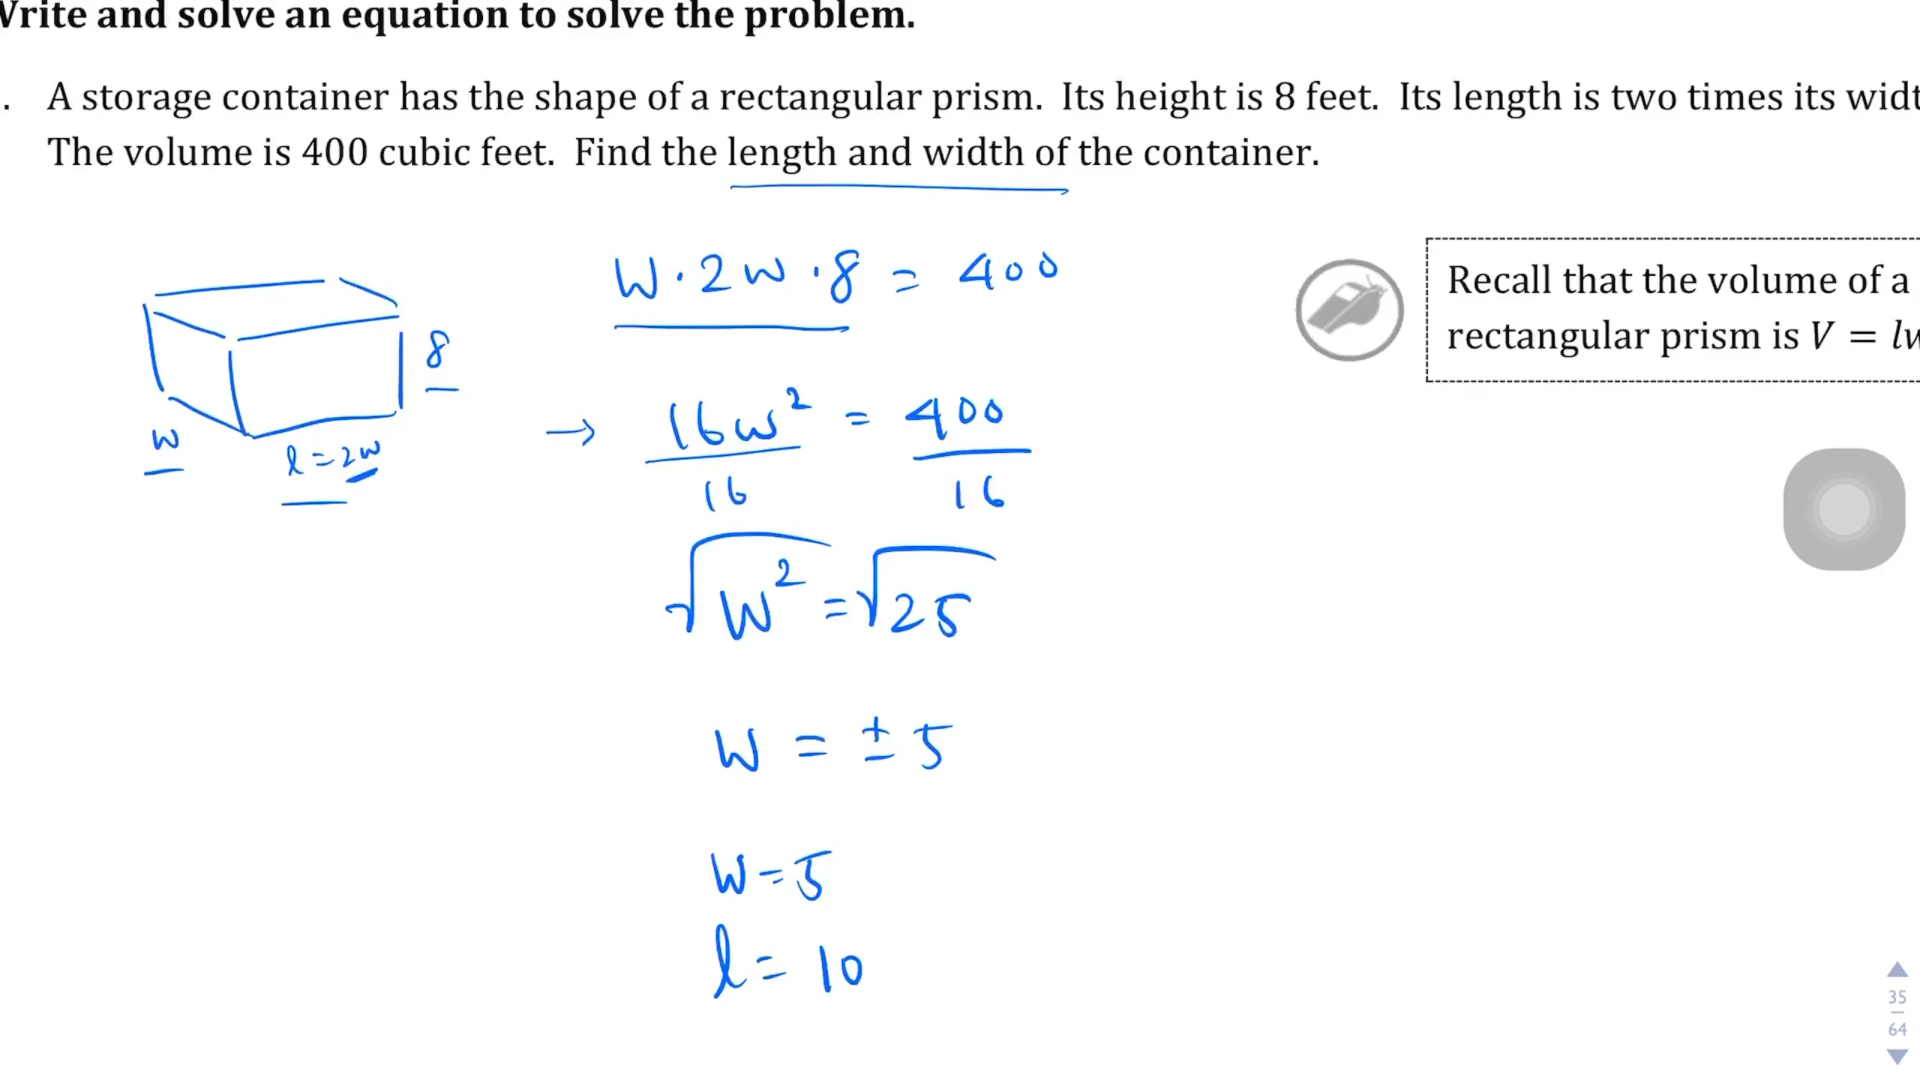 Write and solve an equation to solve the problem.
. A storage container has the shape of a rectangular prism. Its height is 8 feet. Its length is two times its
The volume is 400 cubic feet. Find the length and width of the container.
W · 2w · 8 = 400
Recall that the volume of a
rectangular prism is V =
8
w
l = 2w
→ 16w² = 400
16 16
√W² = √25
W = ± 5
W = 5
l = 10
35
64